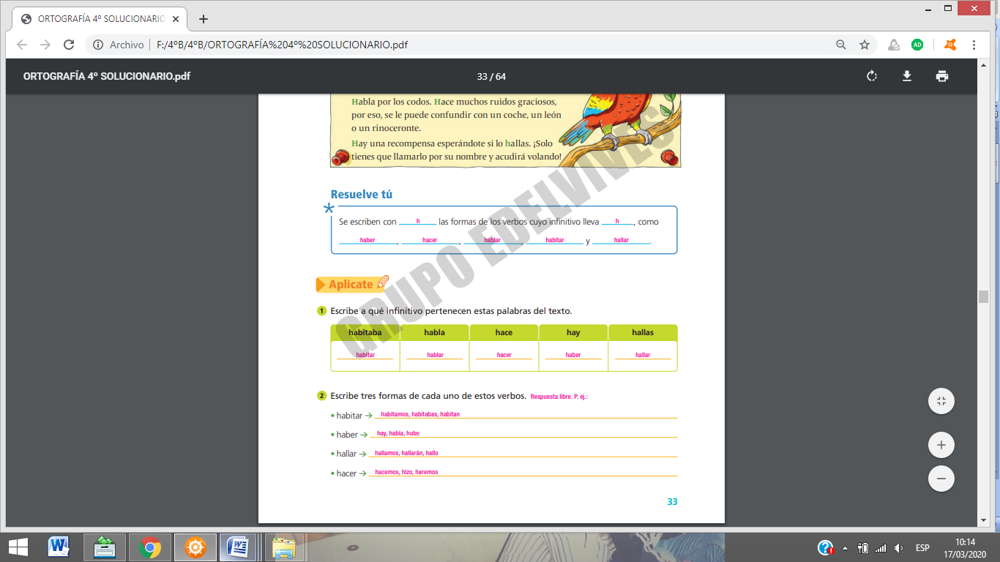 ORTOGRAFÍA 4º SOLUCIONARIO
Archivo
F:/4ºB/4ºB/ORTOGRAFÍA%204º%20SOLUCIONARIO.pdf
AD
ORTOGRAFÍA 4º SOLUCIONARIO.pdf
33 / 64
Habla por los codos. Hace muchos ruidos graciosos,
por eso, se le puede confundir con un coche, un león
o un rinoceronte.
Hay una recompensa esperándote si lo hallas. ¡Solo
tienes que llamarlo por su nombre y acudirá volando!
GRUPO EDELVIVES
Resuelve tú
Se escriben con h las formas de los verbos cuyo infinitivo lleva h, como
haber, hacer, hablar, habitar y hallar.
Aplícate
1 Escribe a qué infinitivo pertenecen estas palabras del texto.
habitaba habla hace hay hallas
habitar hablar hacer haber hallar
2 Escribe tres formas de cada uno de estos verbos. Respuesta libre. P. ej.:
• habitar → habitamos, habitabas, habitan
• haber → hay, había, hubo
• hallar → hallamos, hallarán, hallo
• hacer → hacemos, hizo, haremos
33
ESP
10:14
17/03/2020